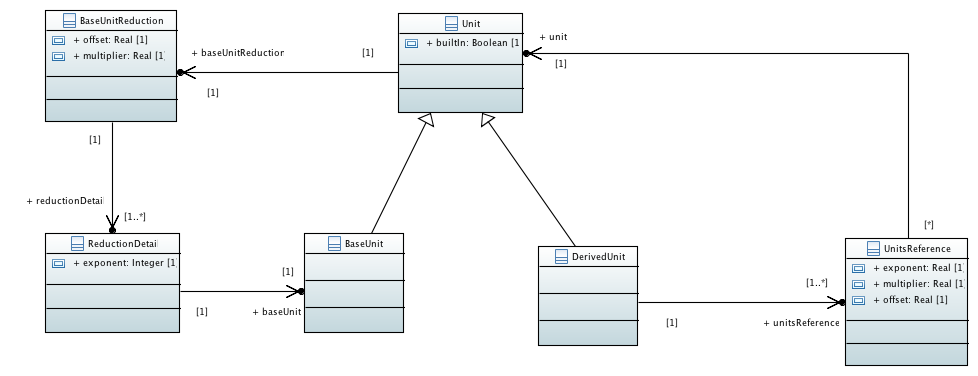 BaseUnitReduction
+ offset: Real [1]
+ multiplier: Real [1]
Unit
+ builtIn: Boolean [1
+ baseUnitReduction
[1]
[1]
+ unit
[1]
[1]
+ reductionDetail
[1..*]
ReductionDetail
+ exponent: Integer [1]
[1]
[1]
+ baseUnit
BaseUnit
DerivedUnit
[1]
[1..*]
+ unitsReference
[*]
UnitsReference
+ exponent: Real [1]
+ multiplier: Real [1]
+ offset: Real [1]